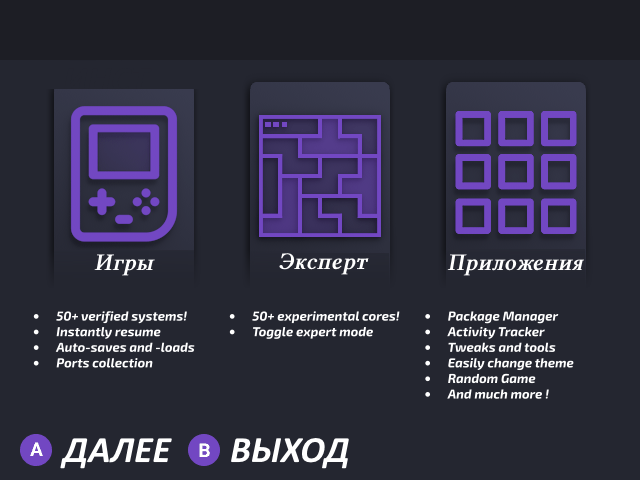 Игры
Эксперт
Приложения
• 50+ verified systems!
• Instantly resume
• Auto-saves and -loads
• Ports collection
• 50+ experimental cores!
• Toggle expert mode
• Package Manager
• Activity Tracker
• Tweaks and tools
• Easily change theme
• Random Game
• And much more !
A ДАЛЕЕ B ВЫХОД